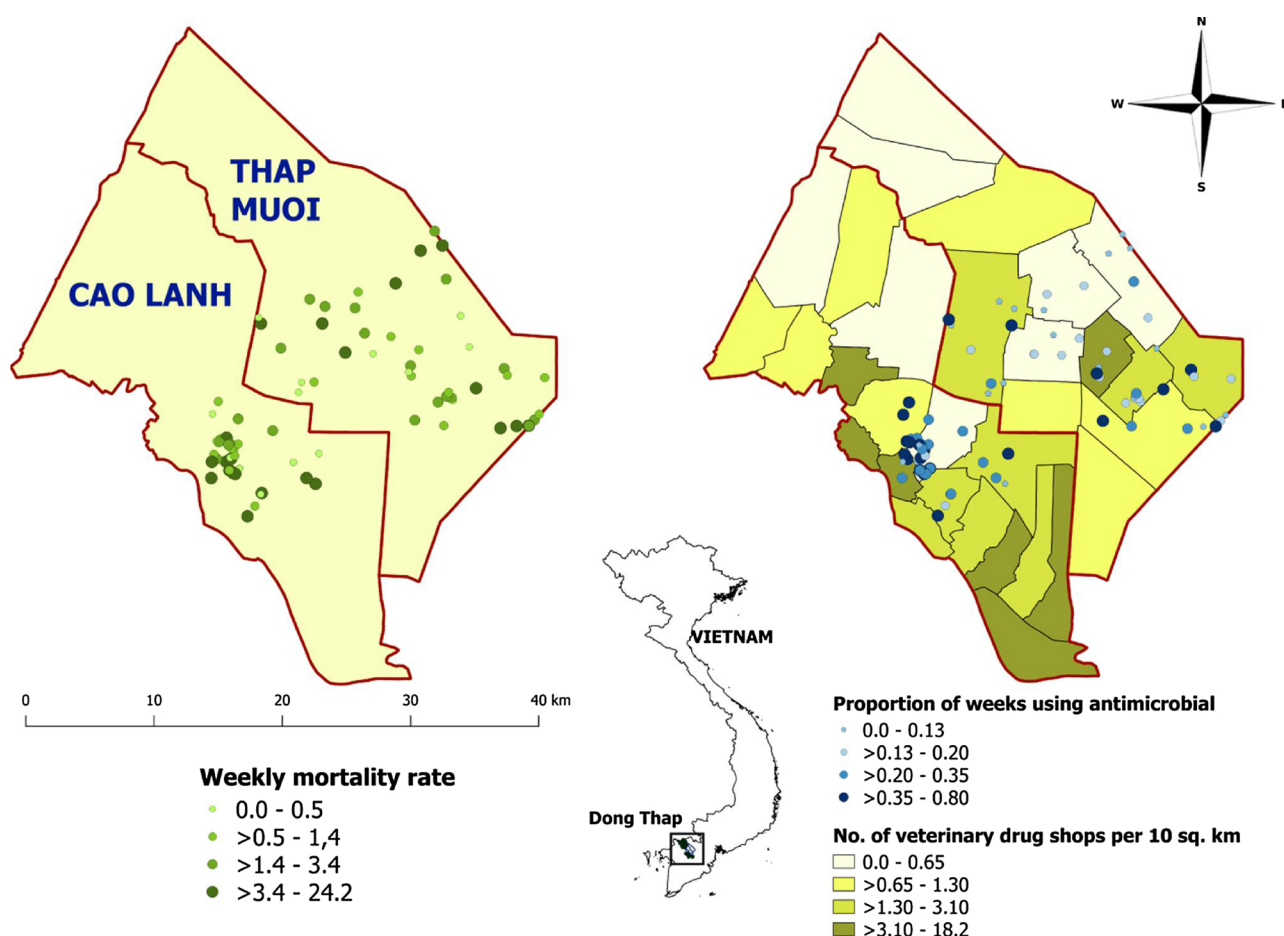 N
W
E
S
THAP
MUOI
CAO LANH
0 10 20 30 40 km
VIETNAM
Dong Thap
Weekly mortality rate
0.0 - 0.5
>0.5 - 1,4
>1.4 - 3.4
>3.4 - 24.2
Proportion of weeks using antimicrobial
0.0 - 0.13
>0.13 - 0.20
>0.20 - 0.35
>0.35 - 0.80
No. of veterinary drug shops per 10 sq. km
0.0 - 0.65
>0.65 - 1.30
>1.30 - 3.10
>3.10 - 18.2